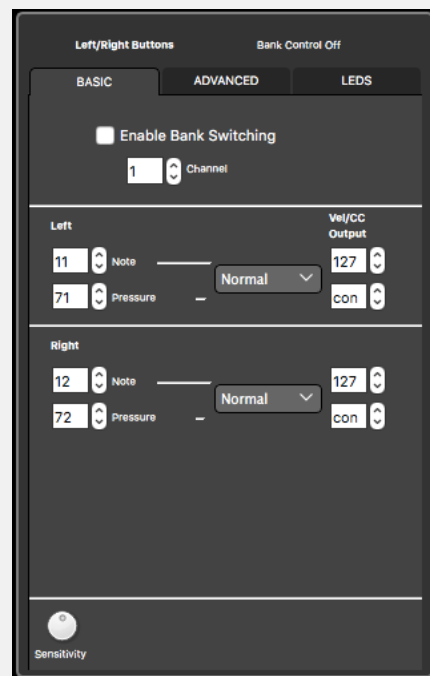 Left/Right Buttons Bank Control Off
BASIC ADVANCED LEDS
Enable Bank Switching
1 Channel
Left Vel/CC
Output
11 Note Normal 127
71 Pressure con
Right
12 Note Normal 127
72 Pressure con
Sensitivity